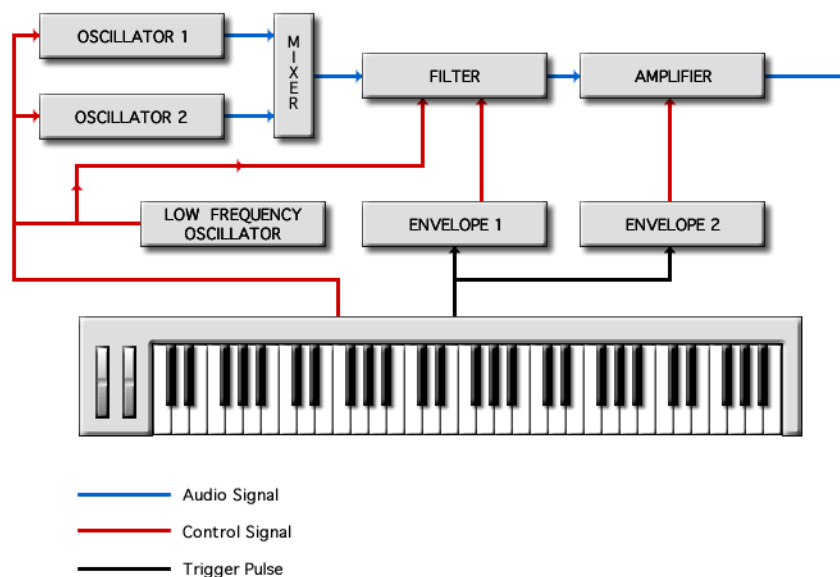 OSCILLATOR 1
MIXER
OSCILLATOR 2
FILTER
AMPLIFIER
LOW FREQUENCY
OSCILLATOR
ENVELOPE 1
ENVELOPE 2
Audio Signal
Control Signal
Trigger Pulse